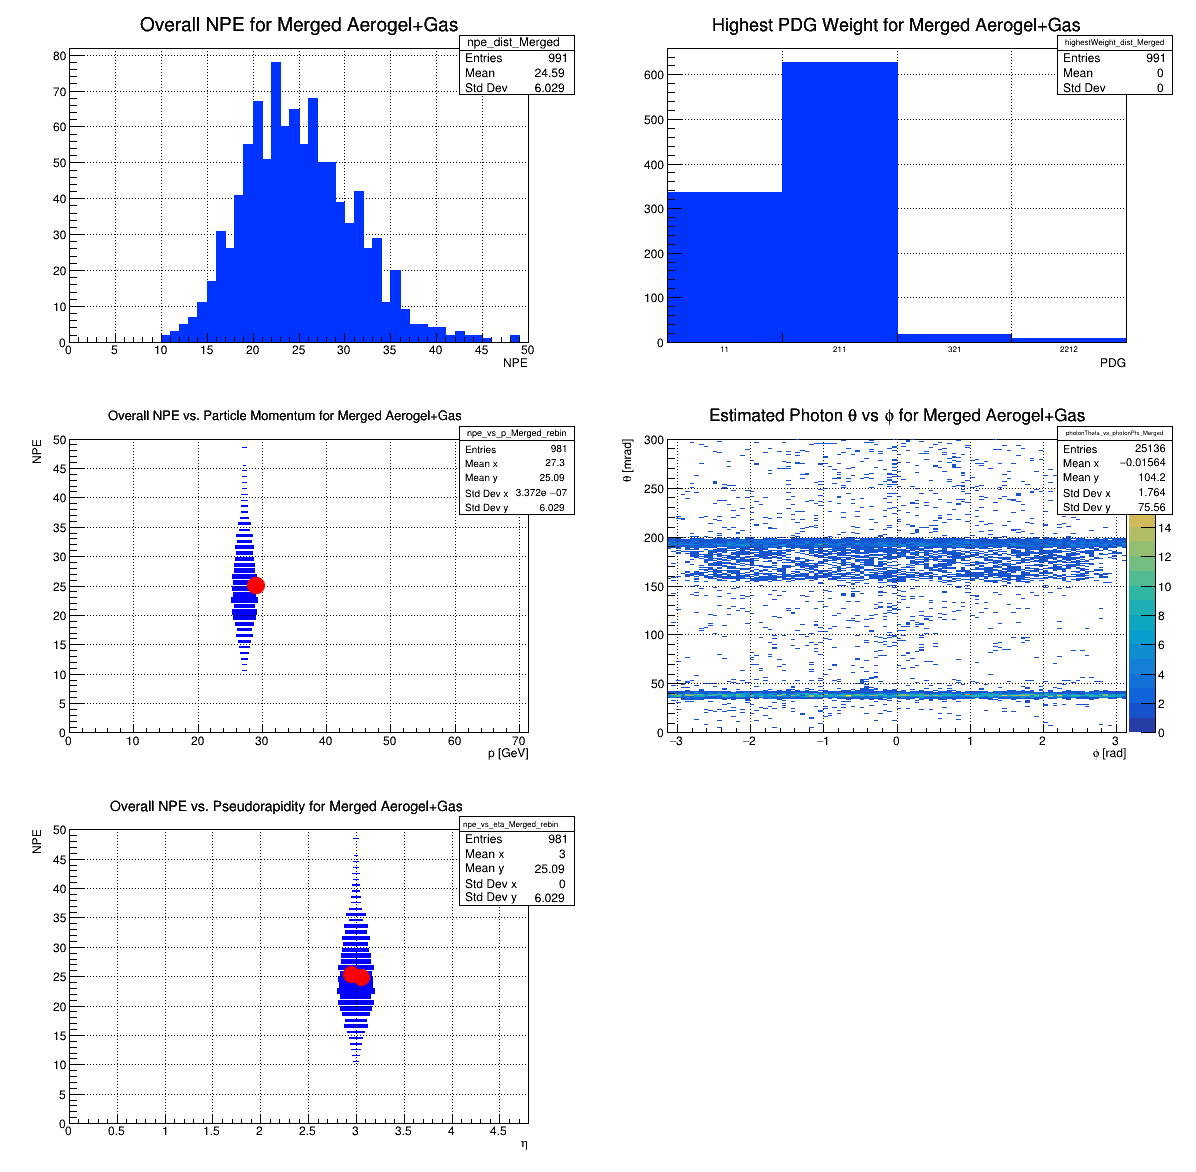 Overall NPE for Merged Aerogel+Gas
npe_dist_Merged
Entries 991
Mean 24.59
Std Dev 6.029
80
70
60
50
40
30
20
10
0
0 5 10 15 20 25 30 35 40 45 50
NPE
Highest PDG Weight for Merged Aerogel+Gas
highestWeight_dist_Merged
Entries 991
Mean 0
Std Dev 0
600
500
400
300
200
100
0
11 211 321 2212
PDG
Overall NPE vs. Particle Momentum for Merged Aerogel+Gas
npe_vs_p_Merged_rebin
Entries 981
Mean x 27.3
Mean y 25.09
Std Dev x 3.372e −07
Std Dev y 6.029
NPE
50
45
40
35
30
25
20
15
10
5
0
0 10 20 30 40 50 60 70
p [GeV]
Estimated Photon θ vs ϕ for Merged Aerogel+Gas
photonTheta_vs_photonPhi_Merged
Entries 25136
Mean x −0.01564
Mean y 104.2
Std Dev x 1.764
Std Dev y 75.56
θ [mrad]
300
250
200
150
100
50
0
−3 −2 −1 0 1 2 3
ϕ [rad]
14
12
10
8
6
4
2
0
Overall NPE vs. Pseudorapidity for Merged Aerogel+Gas
npe_vs_eta_Merged_rebin
Entries 981
Mean x 3
Mean y 25.09
Std Dev x 0
Std Dev y 6.029
NPE
50
45
40
35
30
25
20
15
10
5
0
0 0.5 1 1.5 2 2.5 3 3.5 4 4.5
η